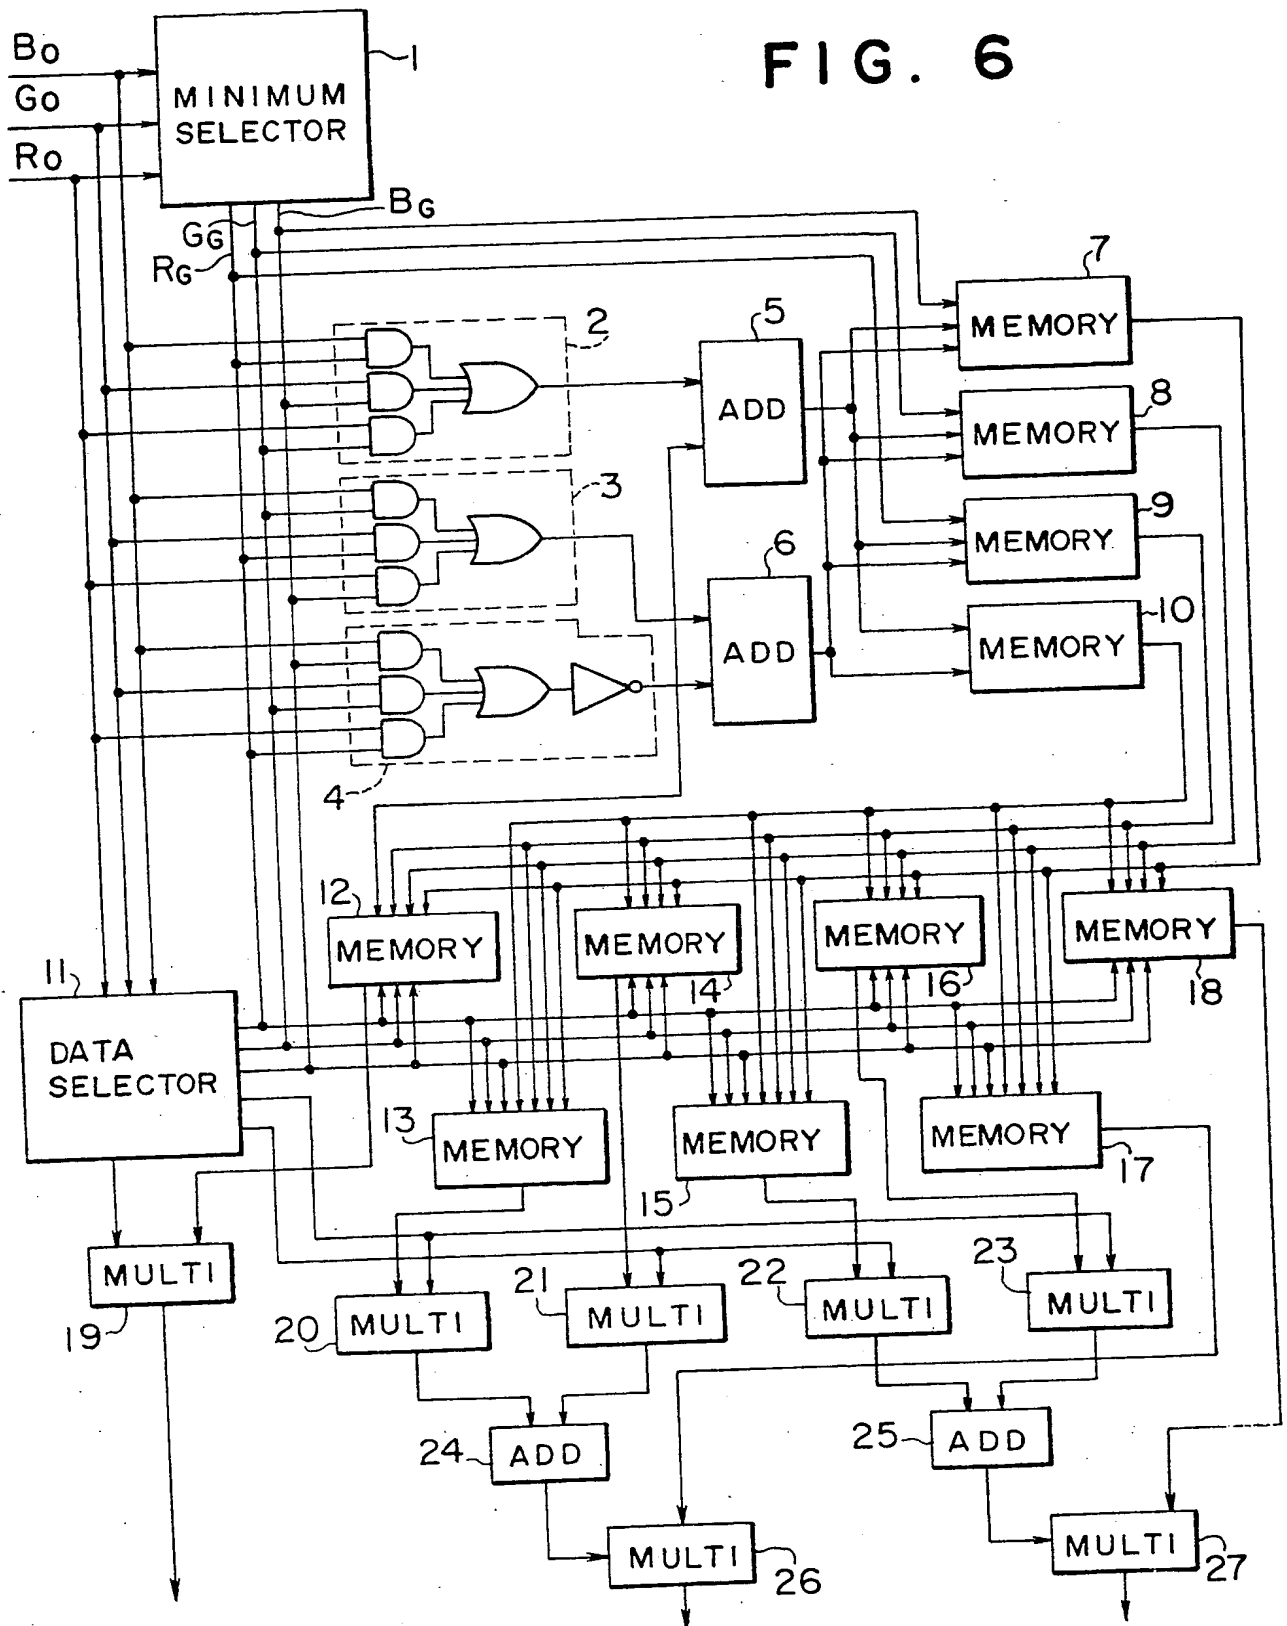 FIG. 6
B0
G0
R0
MINIMUM
SELECTOR
1
BG
GG
RG
2
3
4
5
ADD
6
ADD
7
MEMORY
8
MEMORY
9
MEMORY
10
MEMORY
11
DATA
SELECTOR
12
MEMORY
14
MEMORY
16
MEMORY
18
MEMORY
13
MEMORY
15
MEMORY
17
MEMORY
19
MULTI
20
MULTI
21
MULTI
22
MULTI
23
MULTI
24
ADD
25
ADD
26
MULTI
27
MULTI